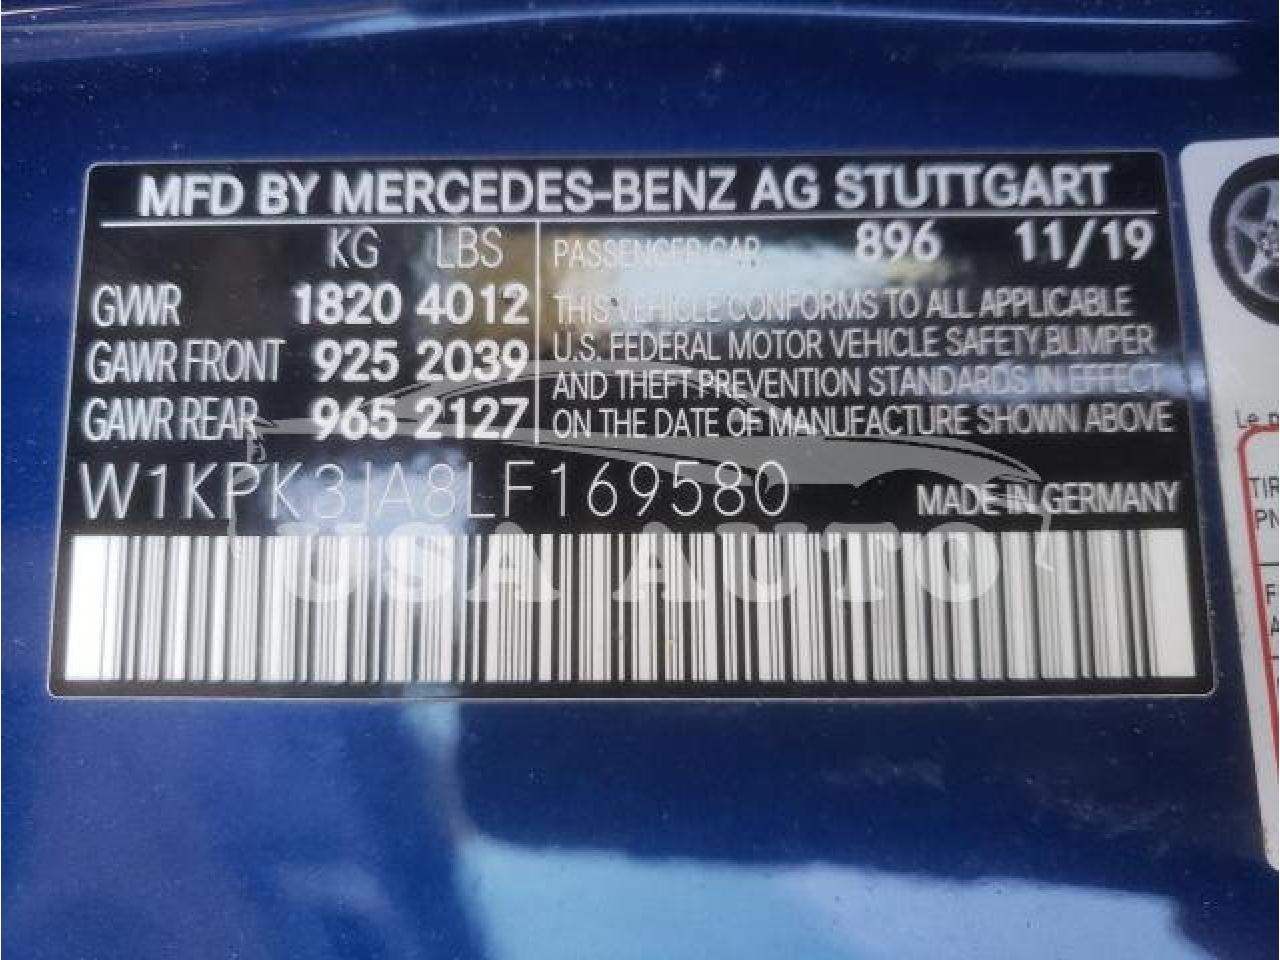 MFD BY MERCEDES-BENZ AG STUTTGART
KG LBS
GVWR 1820 4012
GAWR FRONT 925 2039
GAWR REAR 965 2127
PASSENGER CAR 896 11/19
THIS VEHICLE CONFORMS TO ALL APPLICABLE
U.S. FEDERAL MOTOR VEHICLE SAFETY,BUMPER
AND THEFT PREVENTION STANDARDS IN EFFECT
ON THE DATE OF MANUFACTURE SHOWN ABOVE
W1KPK3JA8LF169580 MADE IN GERMANY
USA AUTO
Le
TIR